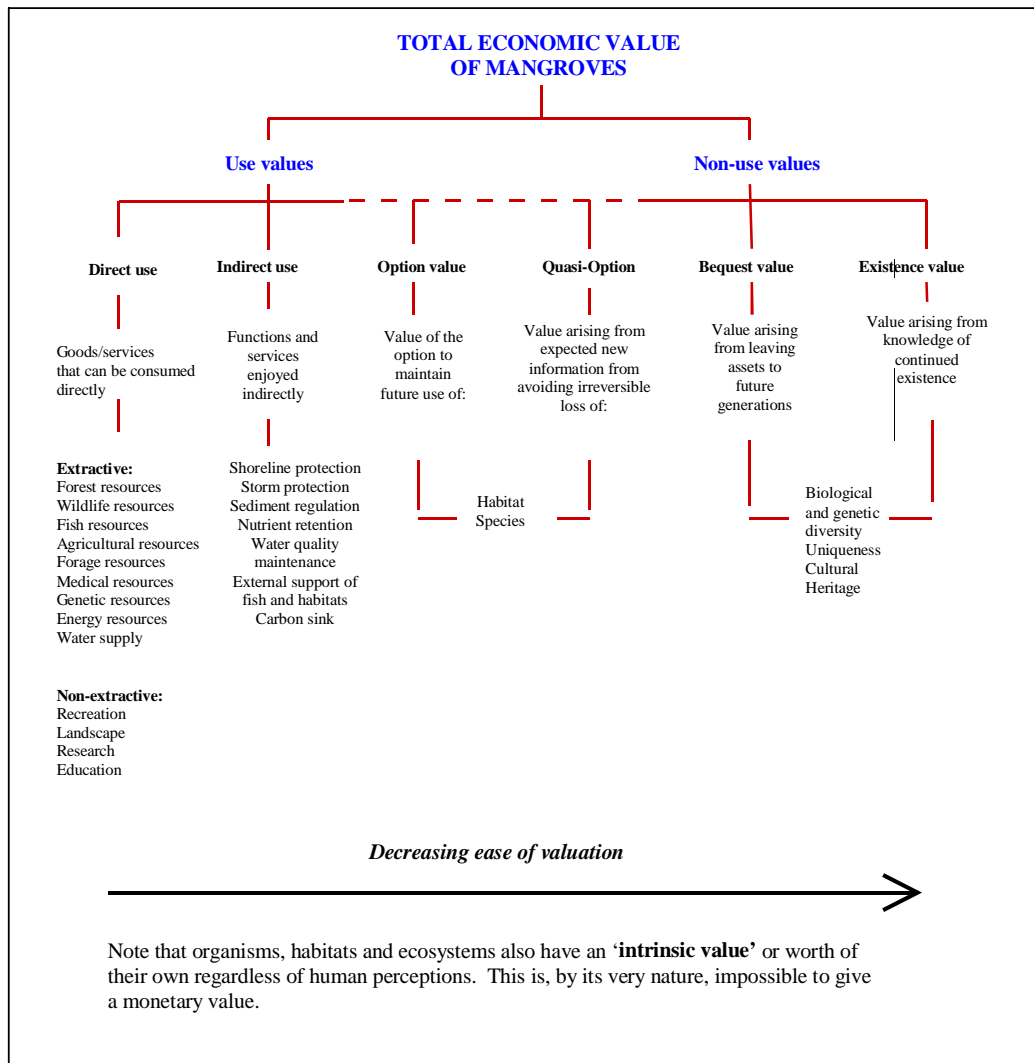 TOTAL ECONOMIC VALUE
OF MANGROVES
Use values
Non-use values
Direct use
Indirect use
Option value
Quasi-Option
Bequest value
Existence value
Goods/services
that can be consumed
directly
Functions and
services
enjoyed
indirectly
Value of the
option to
maintain
future use of:
Value arising from
expected new
information from
avoiding irreversible
loss of:
Value arising
from leaving
assets to
future
generations
Value arising from
knowledge of
continued
existence
Extractive:
Forest resources
Wildlife resources
Fish resources
Agricultural resources
Forage resources
Medical resources
Genetic resources
Energy resources
Water supply
Non-extractive:
Recreation
Landscape
Research
Education
Shoreline protection
Storm protection
Sediment regulation
Nutrient retention
Water quality
maintenance
External support of
fish and habitats
Carbon sink
Habitat
Species
Biological
and genetic
diversity
Uniqueness
Cultural
Heritage
Decreasing ease of valuation
Note that organisms, habitats and ecosystems also have an ‘intrinsic value’ or worth of
their own regardless of human perceptions.  This is, by its very nature, impossible to give
a monetary value.